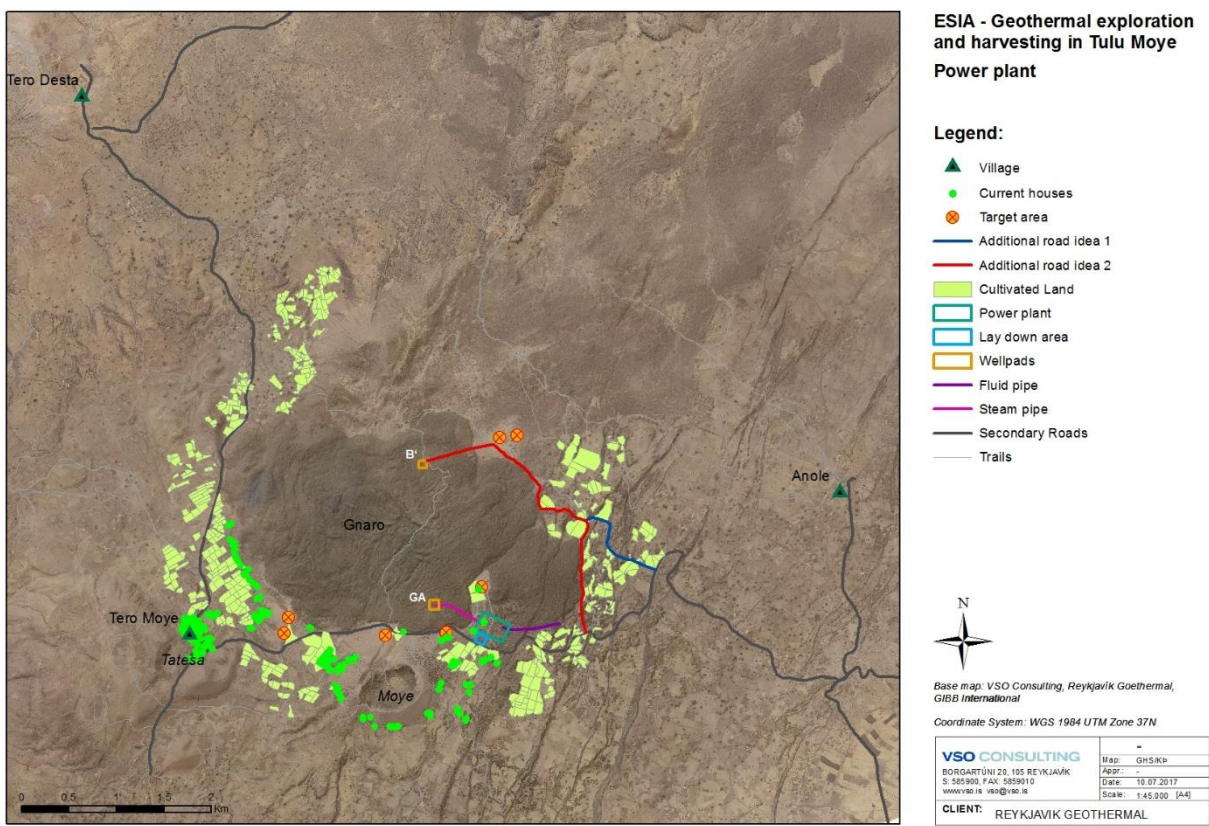 ESIA - Geothermal exploration
and harvesting in Tulu Moye
Power plant
Legend:
Village
Current houses
Target area
Additional road idea 1
Additional road idea 2
Cultivated Land
Power plant
Lay down area
Wellpads
Fluid pipe
Steam pipe
Secondary Roads
Trails
Tero Desta
B'
Anole
Gnaro
GA
Tero Moye
Tatesa
Moye
0 0.5 1 2
Km
N
Base map: VSO Consulting, Reykjavík Goethermal,
GIBB International
Coordinate System: WGS 1984 UTM Zone 37N
VSO CONSULTING
BORGARTÚNI 20, 105 REYKJAVÍK
S: 585900, FAX: 5859010
www.vso.is vso@vso.is
-
Map: GHS/KÞ
Appr.: -
Date: 10.07.2017
Scale: 1:45.000 [A4]
CLIENT: REYKJAVIK GEOTHERMAL